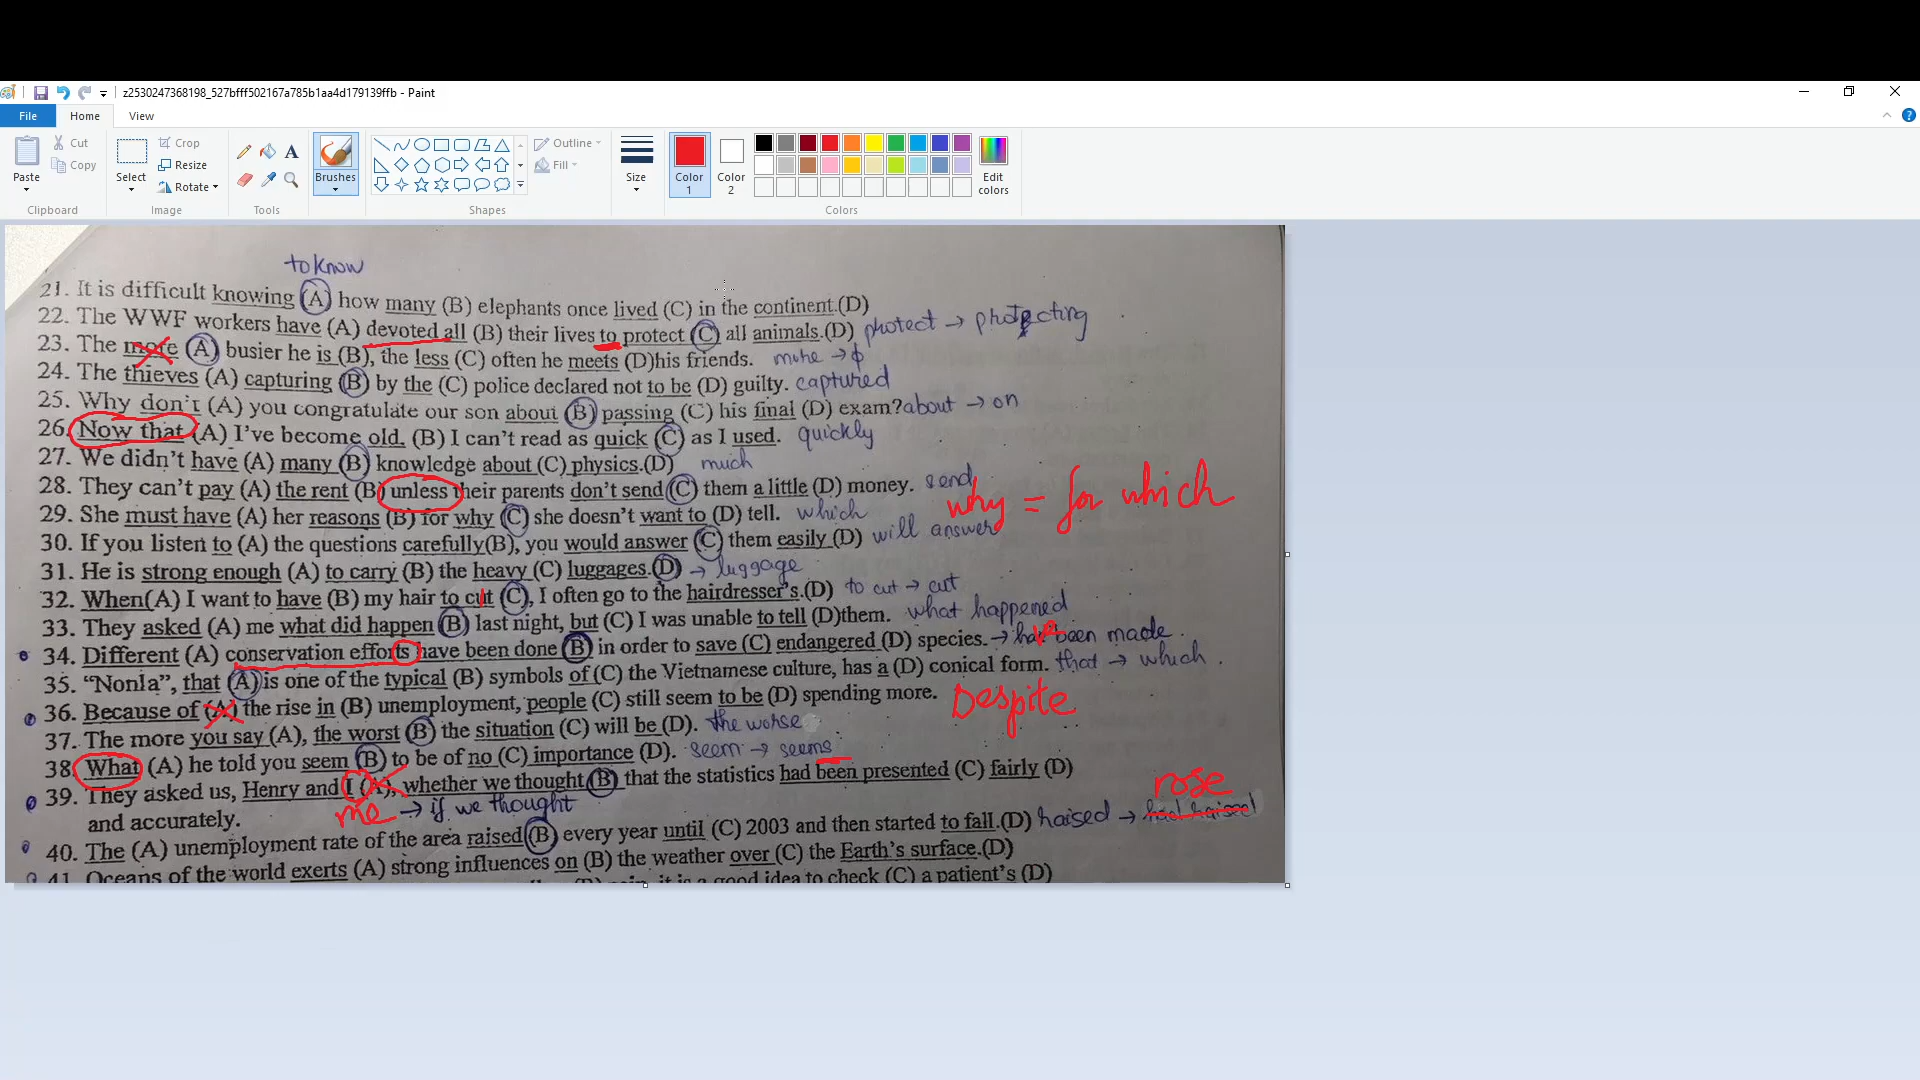 z2530247368198_527bfff502167a785b1aa4d179139ffb - Paint
File Home View
Cut Crop Outline
Copy Resize Fill
Paste Select Rotate Brushes Size Color 1 Color 2 Edit colors
Clipboard Image Tools Shapes Colors
to know
21. It is difficult knowing (A) how many (B) elephants once lived (C) in the continent.(D)
22. The WWF workers have (A) devoted all (B) their lives to protect (C) all animals.(D) protect → protecting
23. The more (A) busier he is (B), the less (C) often he meets (D)his friends. more → ϕ
24. The thieves (A) capturing (B) by the (C) police declared not to be (D) guilty. captured
25. Why don't (A) you congratulate our son about (B) passing (C) his final (D) exam? about → on
26. Now that (A) I've become old. (B) I can't read as quick (C) as I used. quickly
27. We didn't have (A) many (B) knowledge about (C) physics.(D) much
28. They can't pay (A) the rent (B) unless their parents don't send (C) them a little (D) money. send
why = for which
29. She must have (A) her reasons (B) for why (C) she doesn't want to (D) tell. which
30. If you listen to (A) the questions carefully(B), you would answer (C) them easily (D) will answer
31. He is strong enough (A) to carry (B) the heavy (C) luggages.(D) → luggage
32. When(A) I want to have (B) my hair to cut (C), I often go to the hairdresser's.(D) to cut → cut
33. They asked (A) me what did happen (B) last night, but (C) I was unable to tell (D)them. what happened
34. Different (A) conservation efforts have been done (B) in order to save (C) endangered (D) species. → have been made
35. "Nonla", that (A) is one of the typical (B) symbols of (C) the Vietnamese culture, has a (D) conical form. that → which.
36. Because of (A) the rise in (B) unemployment, people (C) still seem to be (D) spending more. Despite
37. The more you say (A), the worst (B) the situation (C) will be (D). the worse
38. What (A) he told you seem (B) to be of no (C) importance (D). seem → seems
39. They asked us, Henry and I (A), whether we thought (B) that the statistics had been presented (C) fairly (D)
and accurately. me → if we thought
rose
40. The (A) unemployment rate of the area raised (B) every year until (C) 2003 and then started to fall.(D) raised → had raised
41. Oceans of the world exerts (A) strong influences on (B) the weather over (C) the Earth's surface.(D)
it is a good idea to check (C) a patient's (D)